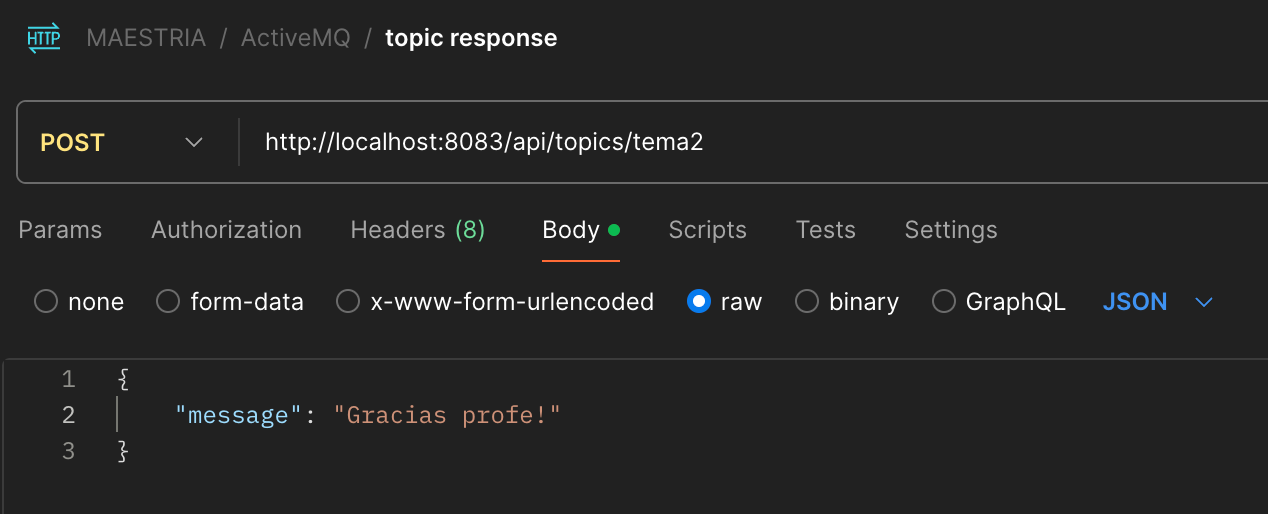 HTTP MAESTRIA / ActiveMQ / topic response
POST http://localhost:8083/api/topics/tema2
Params Authorization Headers (8) Body Scripts Tests Settings
none form-data x-www-form-urlencoded raw binary GraphQL JSON
1 {
2 "message": "Gracias profe!"
3 }